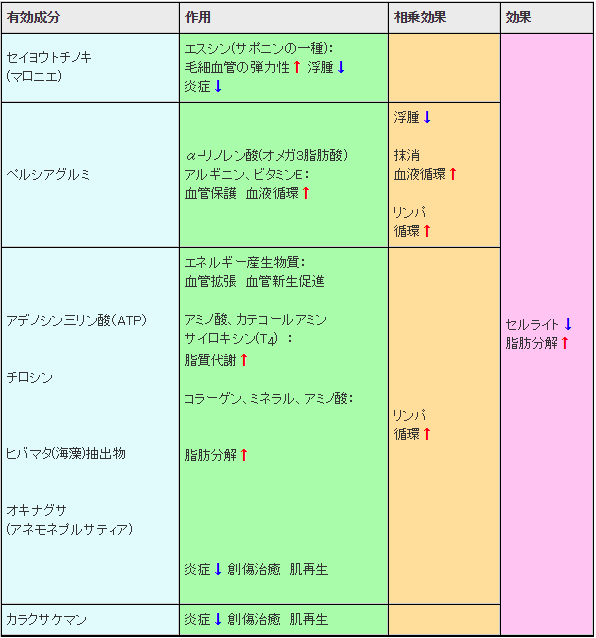 有効成分
作用
相乗効果
効果
セイヨウトチノキ
(マロニエ)
エスシン(サポニンの一種):
毛細血管の弾力性↑ 浮腫↓
炎症↓
ペルシアグルミ
α-リノレン酸(オメガ3脂肪酸)
アルギニン、ビタミンE:
血管保護 血液循環↑
浮腫↓
抹消
血液循環↑
リンパ
循環↑
アデノシン三リン酸(ATP)
チロシン
ヒバマタ(海藻)抽出物
オキナグサ
(アネモネプルサティア)
エネルギー産生物質:
血管拡張 血管新生促進
アミノ酸、カテコールアミン
サイロキシン(T4) :
脂質代謝↑
コラーゲン、ミネラル、アミノ酸:
脂肪分解↑
炎症↓創傷治癒 肌再生
リンパ
循環↑
カラクサケマン
炎症↓創傷治癒 肌再生
セルライト↓
脂肪分解↑